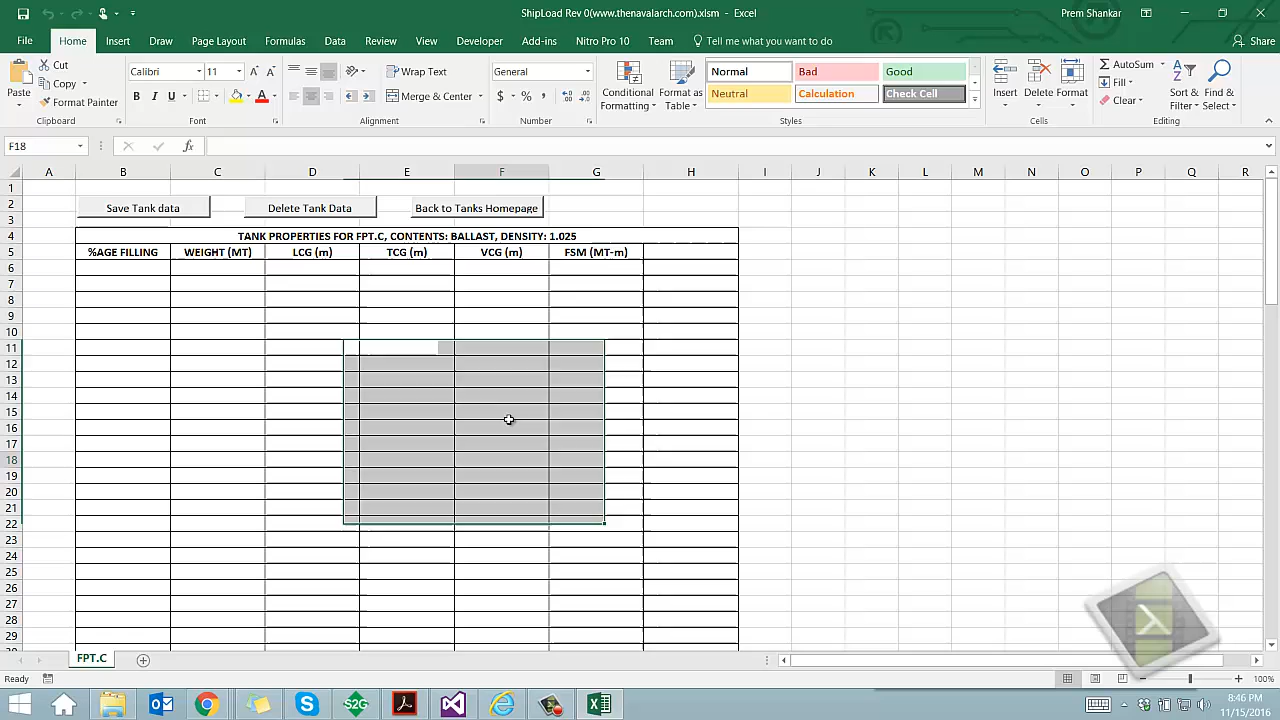 ShipLoad Rev 0(www.thenavalarch.com).xlsm - Excel
Prem Shankar
File Home Insert Draw Page Layout Formulas Data Review View Developer Add-ins Nitro Pro 10 Team Tell me what you want to do Share
Paste
Cut
Copy
Format Painter
Clipboard
Calibri 11
B I U
Font
Wrap Text
Merge & Center
Alignment
General
$ % ,
Number
Conditional Formatting
Format as Table
Normal Bad Good
Neutral Calculation Check Cell
Styles
Insert Delete Format
Cells
AutoSum
Fill
Clear
Sort & Filter
Find & Select
Editing
F18 fx
A B C D E F G H I J K L M N O P Q R
1
2 Save Tank data Delete Tank Data Back to Tanks Homepage
3
4 TANK PROPERTIES FOR FPT.C, CONTENTS: BALLAST, DENSITY: 1.025
5 %AGE FILLING WEIGHT (MT) LCG (m) TCG (m) VCG (m) FSM (MT-m)
6
7
8
9
10
11
12
13
14
15
16
17
18
19
20
21
22
23
24
25
26
27
28
29
FPT.C
Ready 100%
8:46 PM
11/15/2016